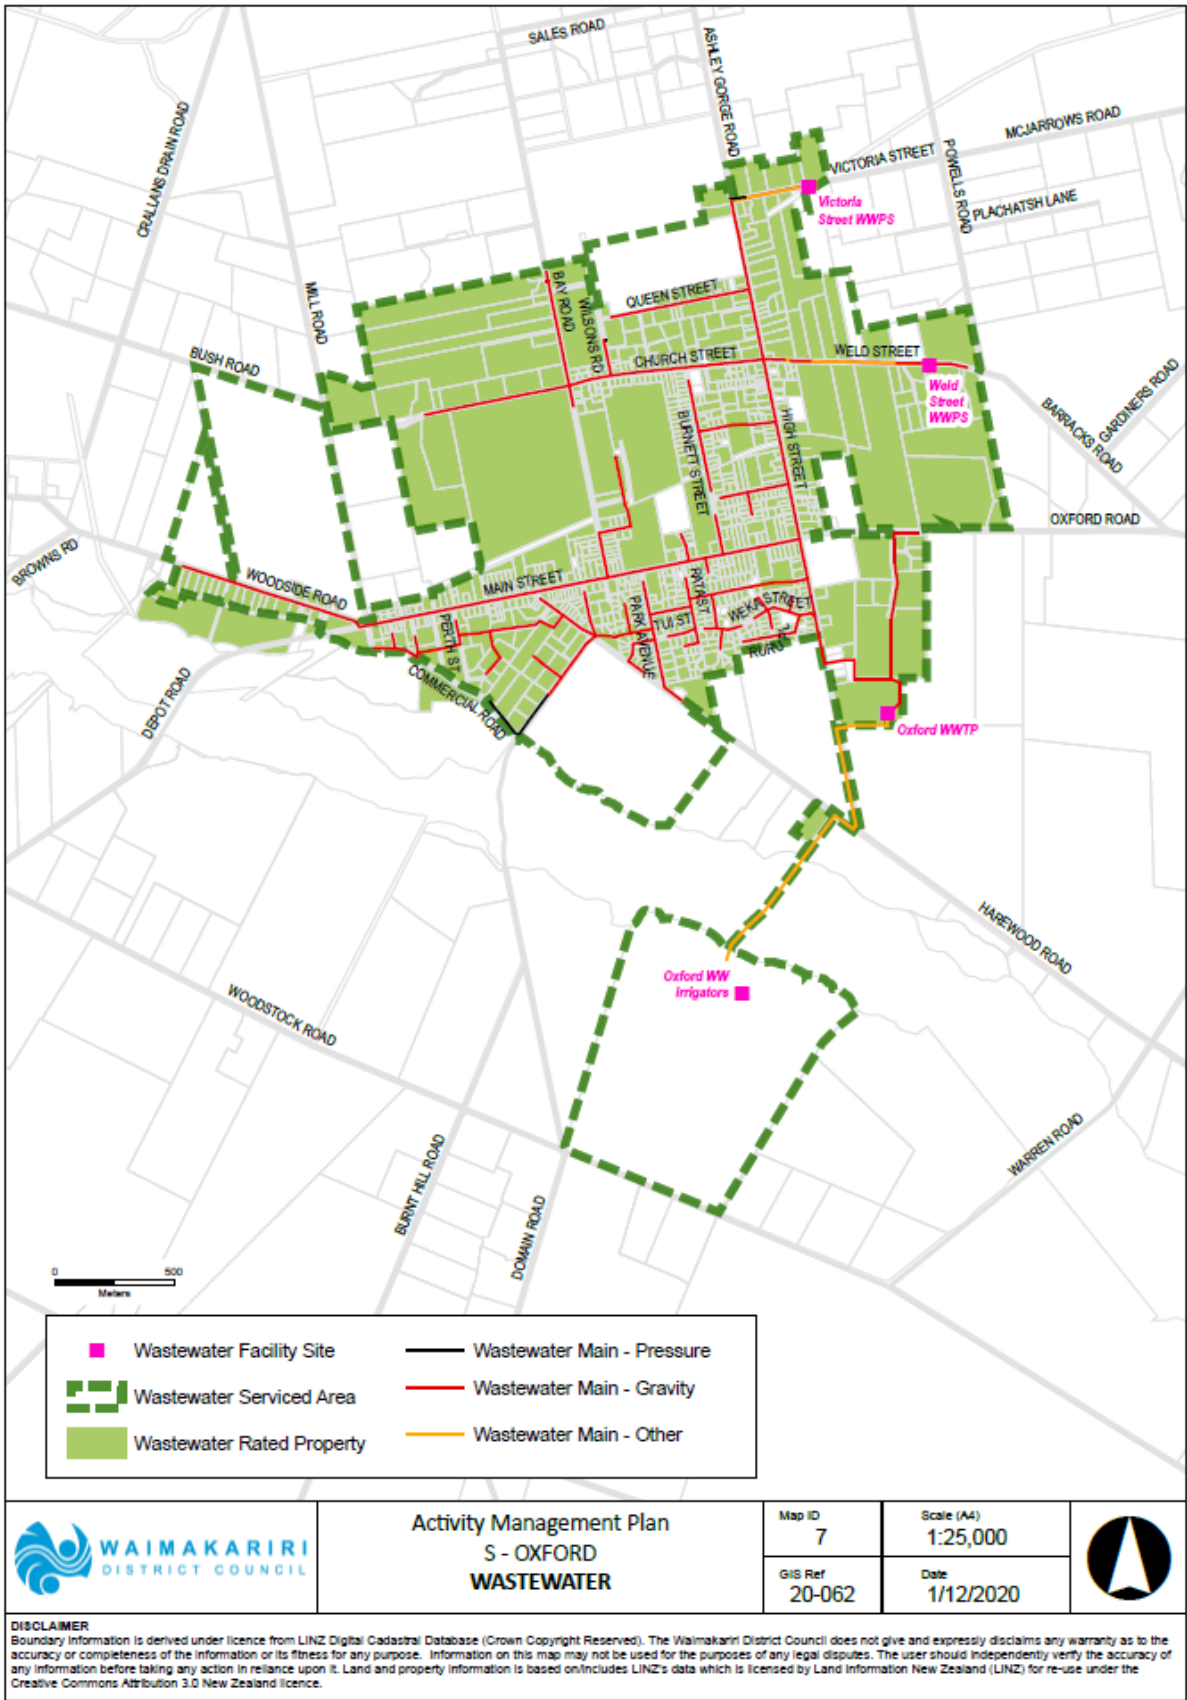 SALES ROAD
ASHLEY GORGE ROAD
CRALLANS DRAIN ROAD
MCJARROWS ROAD
VICTORIA STREET
POWELLS ROAD
PLACHATSH LANE
Victoria
Street WWPS
MILL ROAD
BAY ROAD
WILSONS RD
QUEEN STREET
BUSH ROAD
CHURCH STREET
WELD STREET
Weld
Street
WWPS
GARDINERS ROAD
BARRACKS ROAD
BURNETT STREET
HIGH STREET
OXFORD ROAD
BROWNS RD
WOODSIDE ROAD
MAIN STREET
RATA ST
PARK AVENUE
TUI ST
WEKA STREET
PERTH ST
RURU
COMMERCIAL ROAD
DEPOT ROAD
Oxford WWTP
HAREWOOD ROAD
Oxford WW
Irrigators
WOODSTOCK ROAD
WARREN ROAD
BURNT HILL ROAD
DOMAIN ROAD
0 500
Meters
Wastewater Facility Site
Wastewater Main - Pressure
Wastewater Serviced Area
Wastewater Main - Gravity
Wastewater Rated Property
Wastewater Main - Other
WAIMAKARIRI
DISTRICT COUNCIL
Activity Management Plan
S - OXFORD
WASTEWATER
Map ID
7
Scale (A4)
1:25,000
GIS Ref
20-062
Date
1/12/2020
DISCLAIMER
Boundary Information is derived under licence from LINZ Digital Cadastral Database (Crown Copyright Reserved). The Waimakariri District Council does not give and expressly disclaims any warranty as to the
accuracy or completeness of the information or its fitness for any purpose. Information on this map may not be used for the purposes of any legal disputes. The user should independently verify the accuracy of
any information before taking any action in reliance upon it. Land and property information is based on/includes LINZ's data which is licensed by Land Information New Zealand (LINZ) for re-use under the
Creative Commons Attribution 3.0 New Zealand licence.